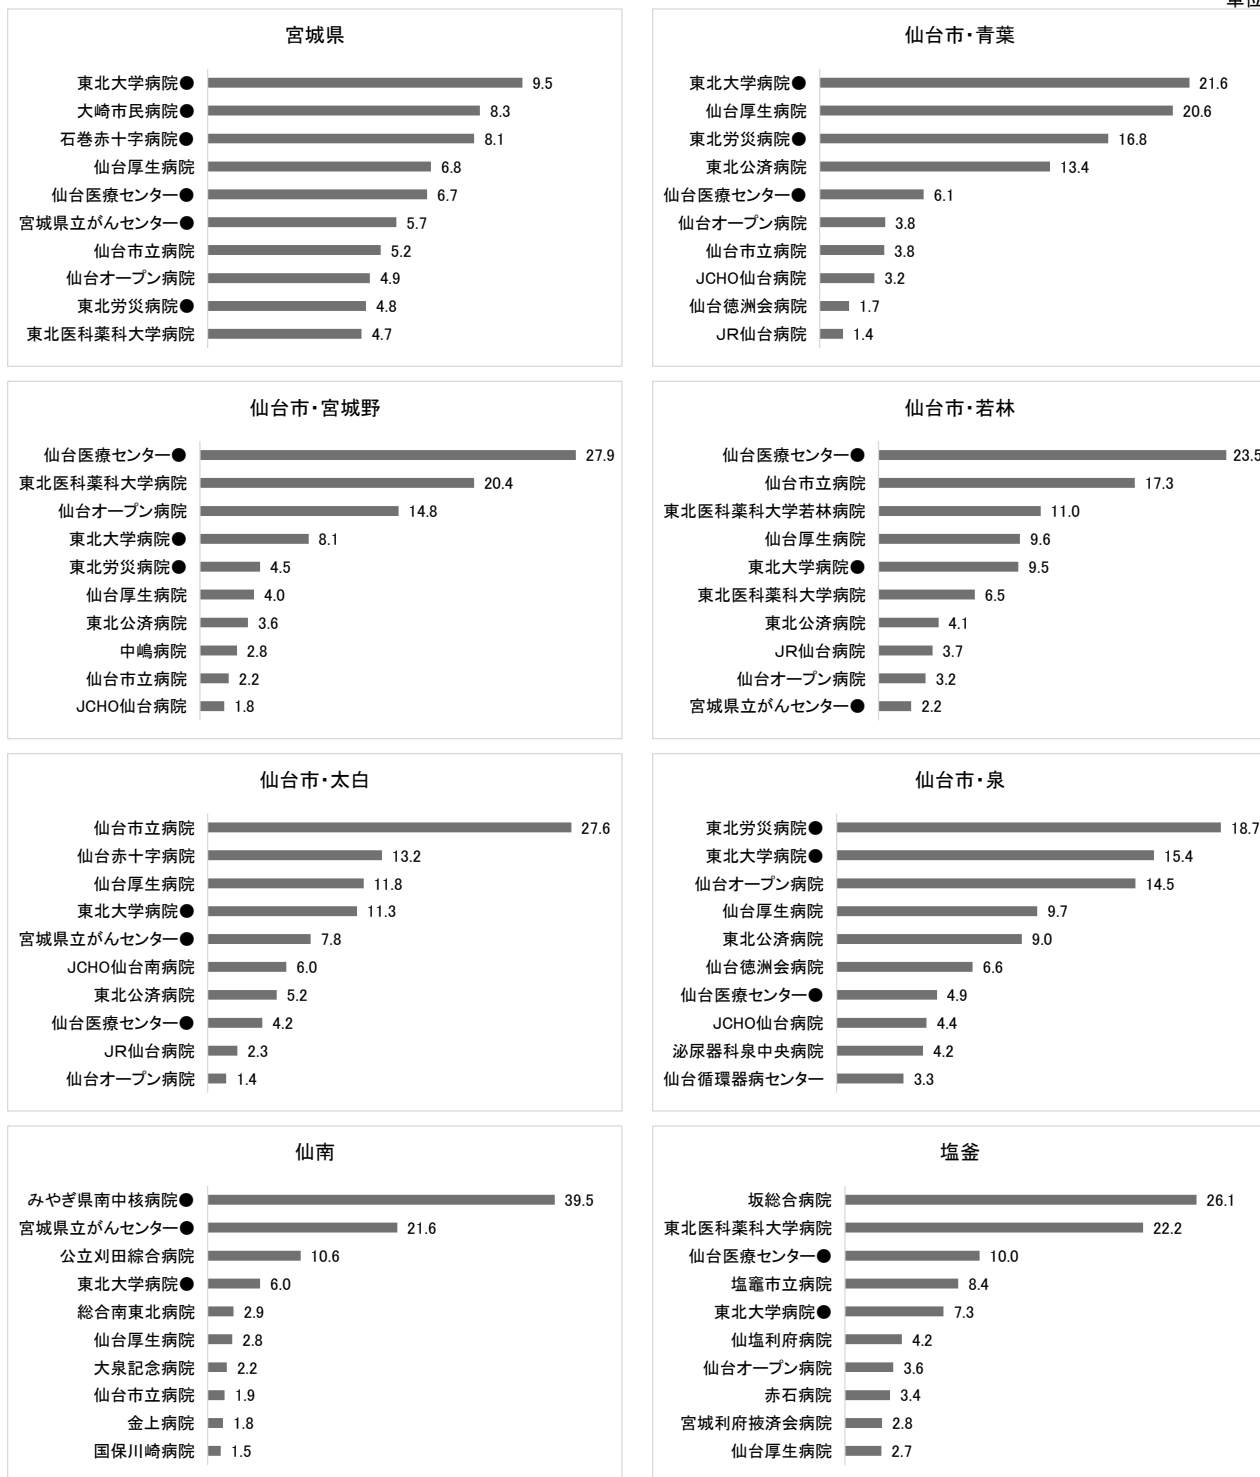 単位
宮城県
東北大学病院● 9.5
大崎市民病院● 8.3
石巻赤十字病院● 8.1
仙台厚生病院 6.8
仙台医療センター● 6.7
宮城県立がんセンター● 5.7
仙台市立病院 5.2
仙台オープン病院 4.9
東北労災病院● 4.8
東北医科薬科大学病院 4.7
仙台市・青葉
東北大学病院● 21.6
仙台厚生病院 20.6
東北労災病院● 16.8
東北公済病院 13.4
仙台医療センター● 6.1
仙台オープン病院 3.8
仙台市立病院 3.8
JCHO仙台病院 3.2
仙台徳洲会病院 1.7
JR仙台病院 1.4
仙台市・宮城野
仙台医療センター● 27.9
東北医科薬科大学病院 20.4
仙台オープン病院 14.8
東北大学病院● 8.1
東北労災病院● 4.5
仙台厚生病院 4.0
東北公済病院 3.6
中嶋病院 2.8
仙台市立病院 2.2
JCHO仙台病院 1.8
仙台市・若林
仙台医療センター● 23.5
仙台市立病院 17.3
東北医科薬科大学若林病院 11.0
仙台厚生病院 9.6
東北大学病院● 9.5
東北医科薬科大学病院 6.5
東北公済病院 4.1
JR仙台病院 3.7
仙台オープン病院 3.2
宮城県立がんセンター● 2.2
仙台市・太白
仙台市立病院 27.6
仙台赤十字病院 13.2
仙台厚生病院 11.8
東北大学病院● 11.3
宮城県立がんセンター● 7.8
JCHO仙台南病院 6.0
東北公済病院 5.2
仙台医療センター● 4.2
JR仙台病院 2.3
仙台オープン病院 1.4
仙台市・泉
東北労災病院● 18.7
東北大学病院● 15.4
仙台オープン病院 14.5
仙台厚生病院 9.7
東北公済病院 9.0
仙台徳洲会病院 6.6
仙台医療センター● 4.9
JCHO仙台病院 4.4
泌尿器科泉中央病院 4.2
仙台循環器病センター 3.3
仙南
みやぎ県南中核病院● 39.5
宮城県立がんセンター● 21.6
公立刈田綜合病院 10.6
東北大学病院● 6.0
総合南東北病院 2.9
仙台厚生病院 2.8
大泉記念病院 2.2
仙台市立病院 1.9
金上病院 1.8
国保川崎病院 1.5
塩釜
坂総合病院 26.1
東北医科薬科大学病院 22.2
仙台医療センター● 10.0
塩竈市立病院 8.4
東北大学病院● 7.3
仙塩利府病院 4.2
仙台オープン病院 3.6
赤石病院 3.4
宮城利府掖済会病院 2.8
仙台厚生病院 2.7